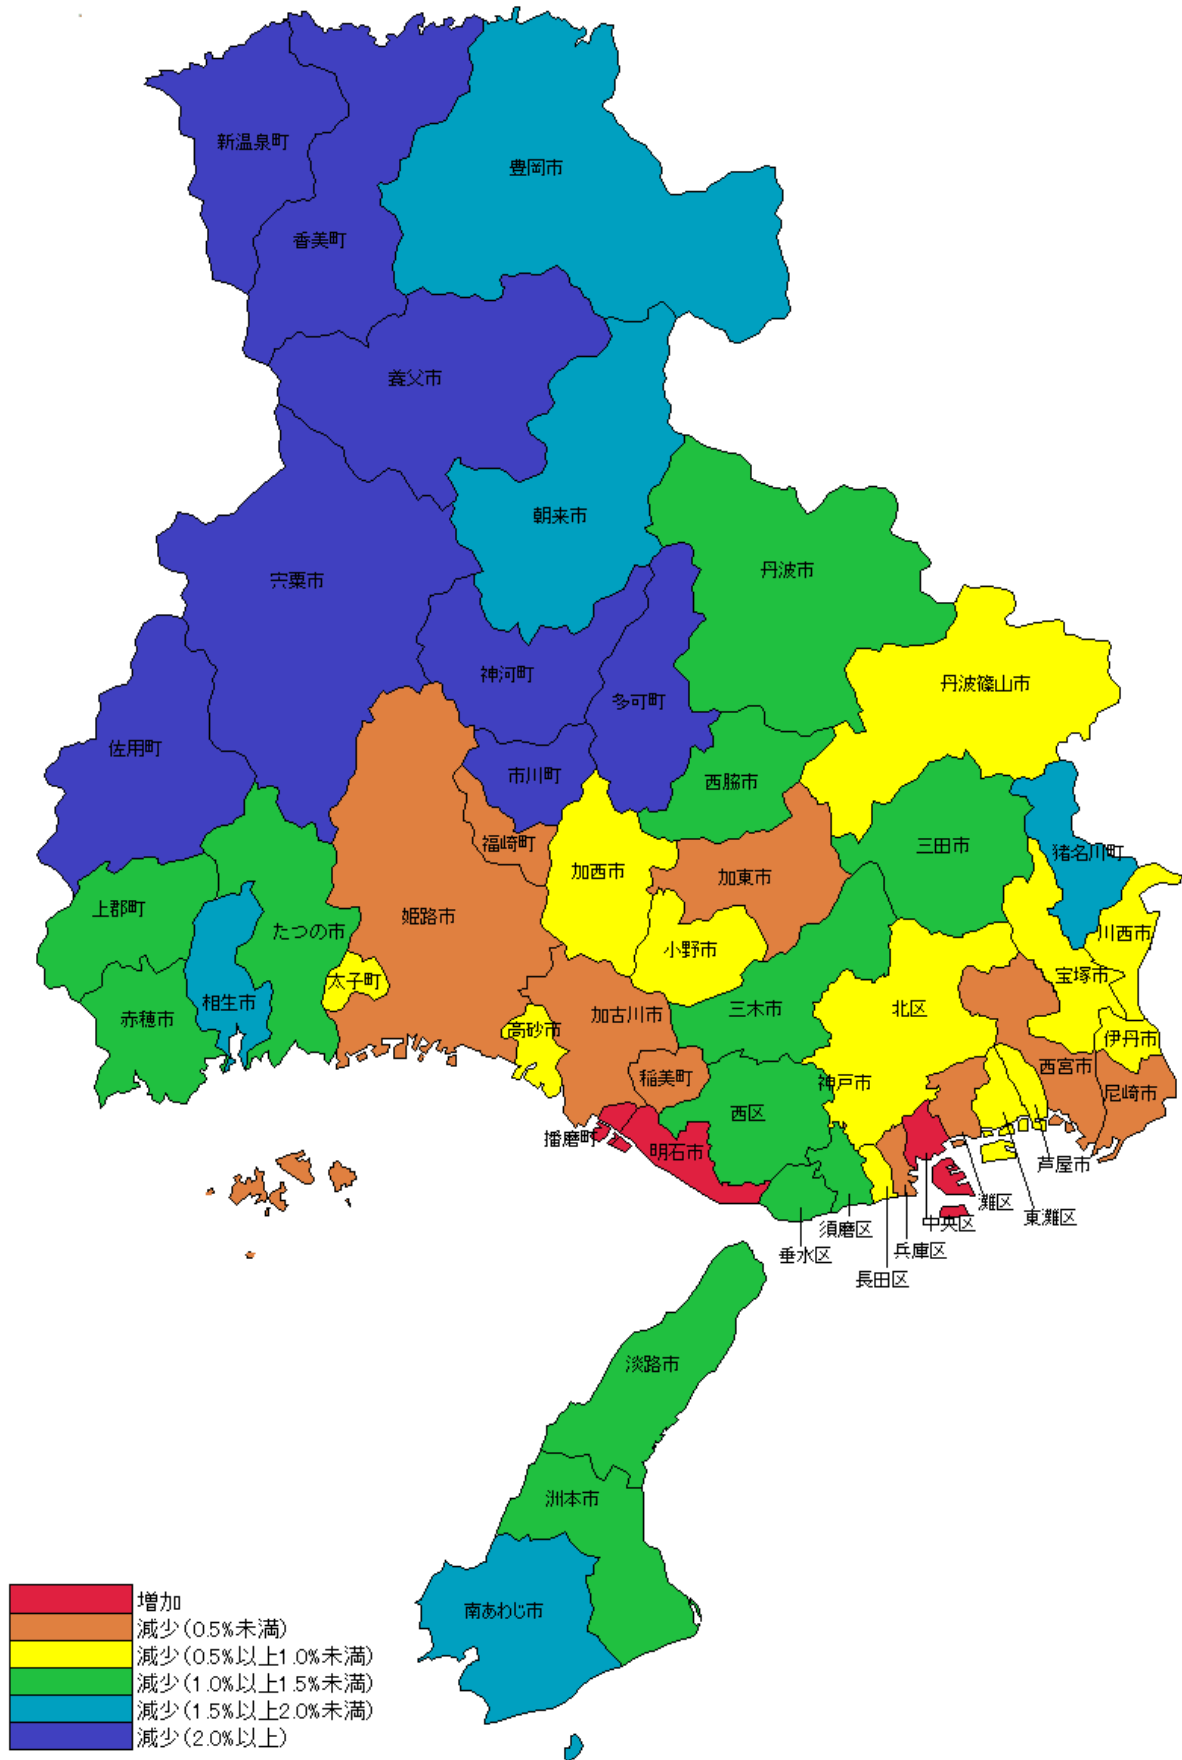 新温泉町
豊岡市
香美町
養父市
朝来市
丹波市
宍粟市
神河町
丹波篠山市
多可町
佐用町
市川町
西脇市
福崎町
三田市
猪名川町
加西市
加東市
上郡町
姫路市
たつの市
川西市
小野市
宝塚市
太子町
相生市
北区
三木市
加古川市
赤穂市
高砂市
伊丹市
西宮市
稲美町
神戸市
尼崎市
西区
播磨町
明石市
芦屋市
灘区
東灘区
中央区
須磨区
兵庫区
垂水区
長田区
淡路市
洲本市
南あわじ市
増加
減少(0.5%未満)
減少(0.5%以上1.0%未満)
減少(1.0%以上1.5%未満)
減少(1.5%以上2.0%未満)
減少(2.0%以上)